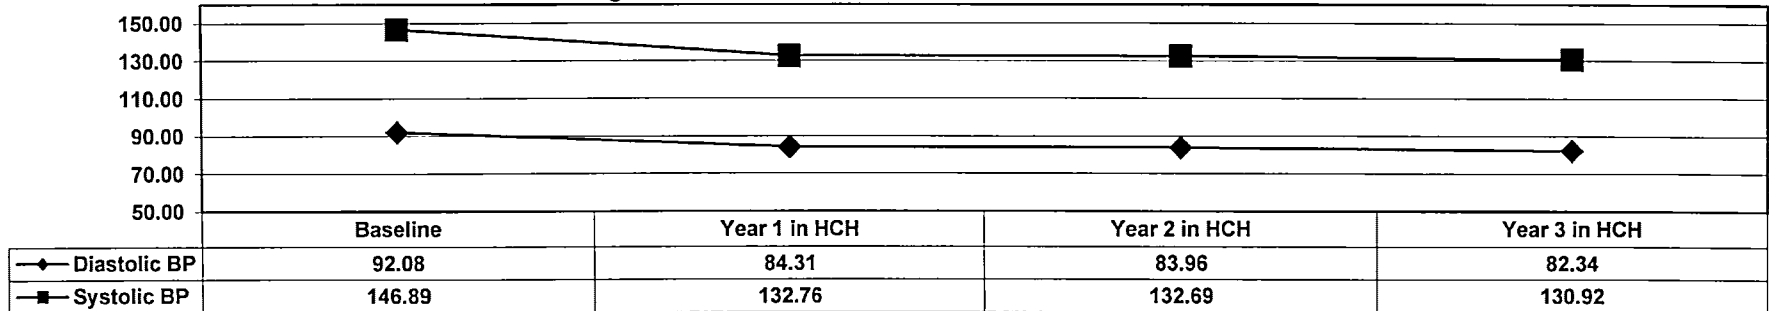 150.00
130.00
110.00
90.00
70.00
50.00
Baseline Year 1 in HCH Year 2 in HCH Year 3 in HCH
Diastolic BP 92.08 84.31 83.96 82.34
Systolic BP 146.89 132.76 132.69 130.92